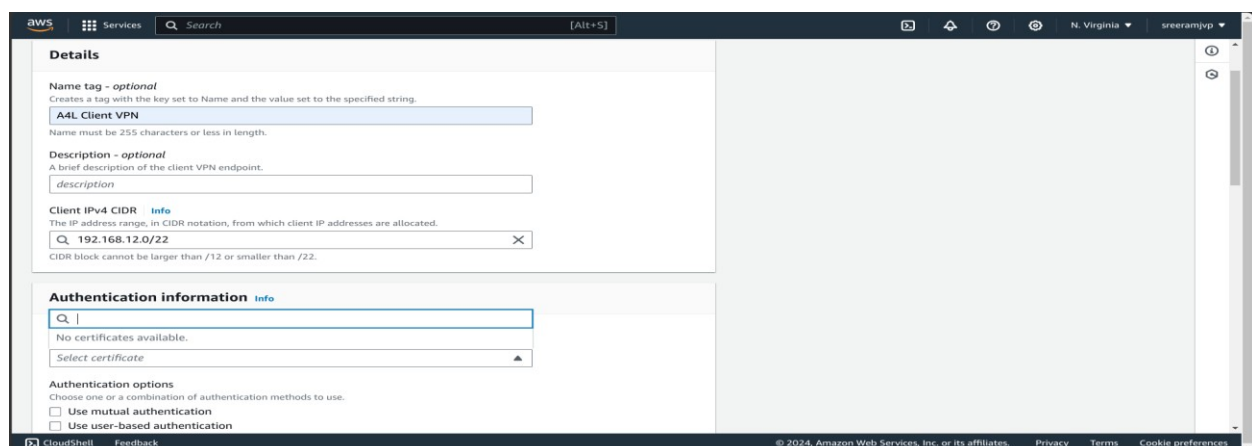 aws Services Search [Alt+S] N. Virginia sreeramjvp
Details
Name tag - optional
Creates a tag with the key set to Name and the value set to the specified string.
A4L Client VPN
Name must be 255 characters or less in length.
Description - optional
A brief description of the client VPN endpoint.
description
Client IPv4 CIDR Info
The IP address range, in CIDR notation, from which client IP addresses are allocated.
192.168.12.0/22
CIDR block cannot be larger than /12 or smaller than /22.
Authentication information Info
No certificates available.
Select certificate
Authentication options
Choose one or a combination of authentication methods to use.
Use mutual authentication
Use user-based authentication
CloudShell Feedback © 2024, Amazon Web Services, Inc. or its affiliates. Privacy Terms Cookie preferences